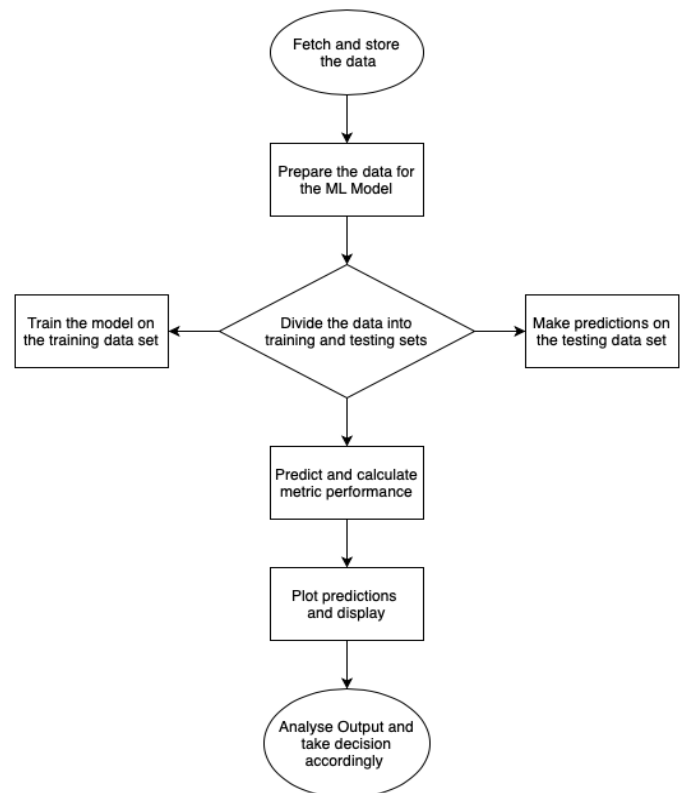 Fetch and store
the data
Prepare the data for
the ML Model
Train the model on
the training data set
Divide the data into
training and testing sets
Make predictions on
the testing data set
Predict and calculate
metric performance
Plot predictions
and display
Analyse Output and
take decision
accordingly